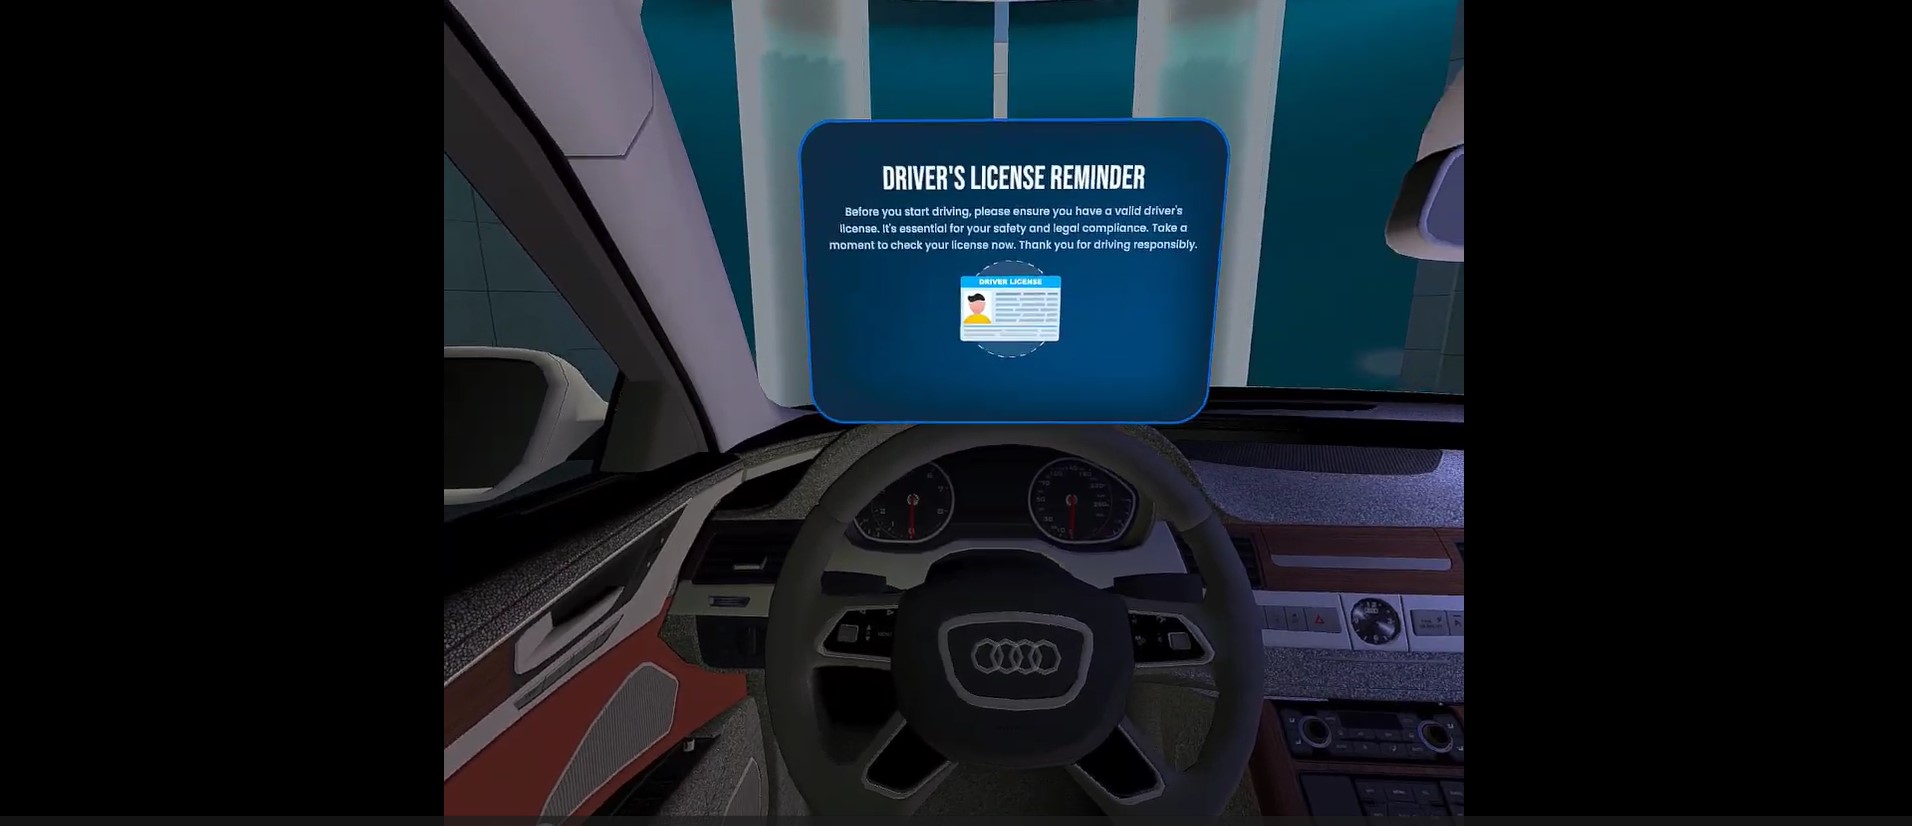 DRIVER'S LICENSE REMINDER
Before you start driving, please ensure you have a valid driver's
license. It's essential for your safety and legal compliance. Take a
moment to check your license now. Thank you for driving responsibly.
DRIVER LICENSE